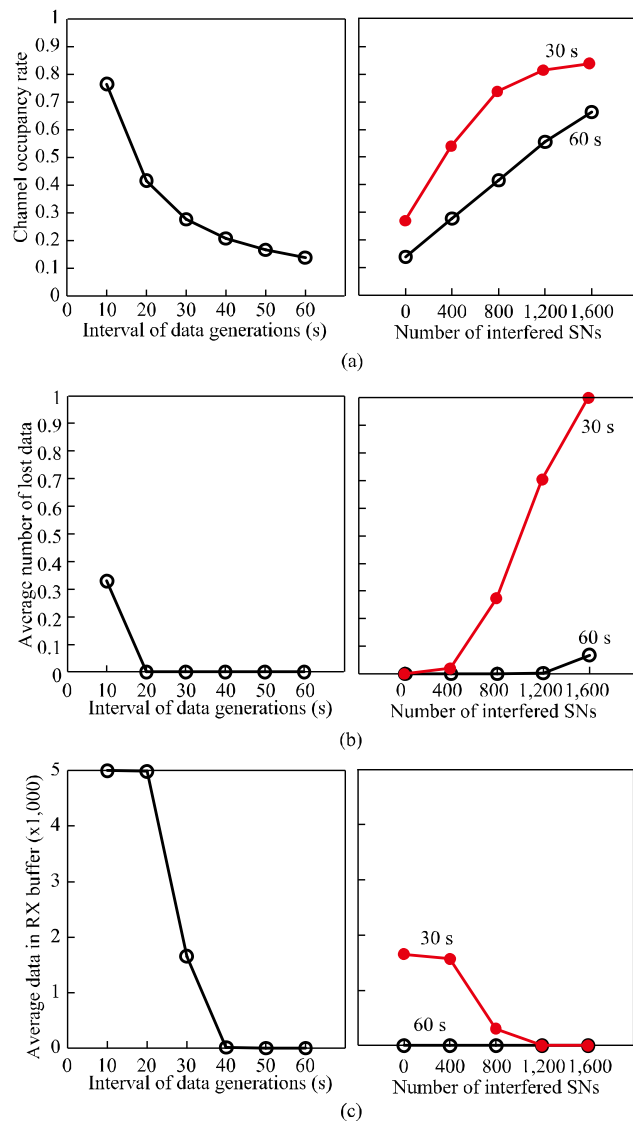 1
0.9
0.8
0.7
0.6
0.5
0.4
0.3
0.2
0.1
0
Channel occupancy rate
0 10 20 30 40 50 60
Interval of data generations (s)
30 s
60 s
0 400 800 1,200 1,600
Number of interfered SNs
(a)
1
0.9
0.8
0.7
0.6
0.5
0.4
0.3
0.2
0.1
0
Average number of lost data
0 10 20 30 40 50 60
Interval of data generations (s)
30 s
60 s
0 400 800 1,200 1,600
Number of interfered SNs
(b)
5
4
3
2
1
0
Average data in RX buffer (x1,000)
0 10 20 30 40 50 60
Interval of data generations (s)
30 s
60 s
0 400 800 1,200 1,600
Number of interfered SNs
(c)